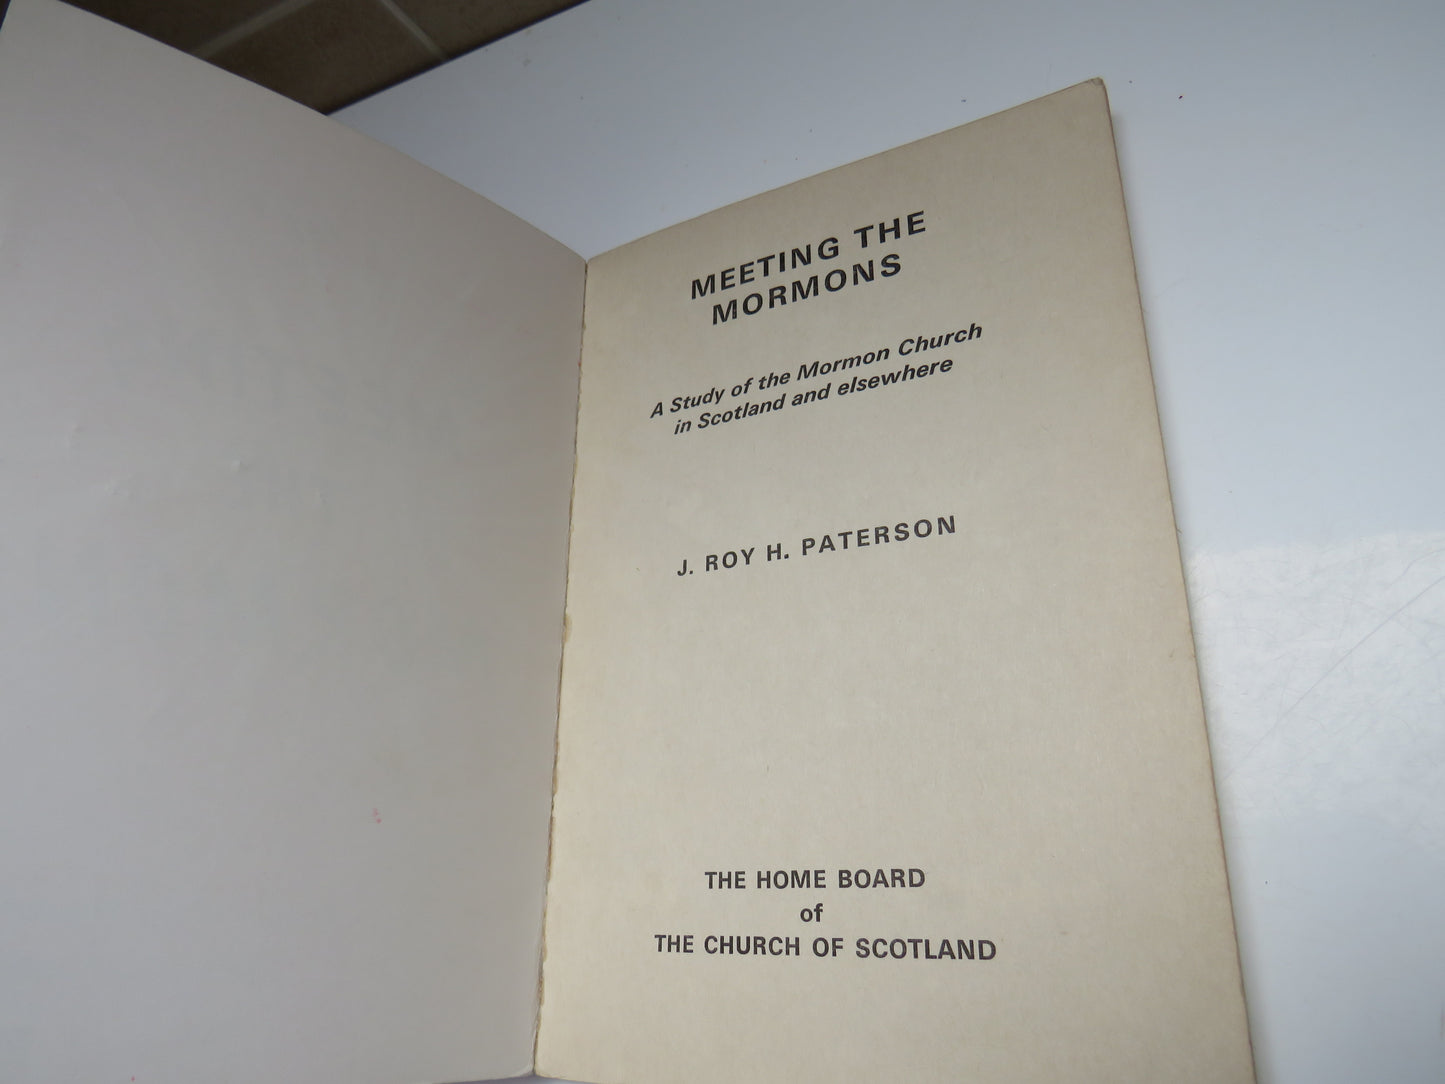 MEETING THE
MORMONS
A Study of the Mormon Church
in Scotland and elsewhere
J. ROY H. PATERSON
THE HOME BOARD
of
THE CHURCH OF SCOTLAND